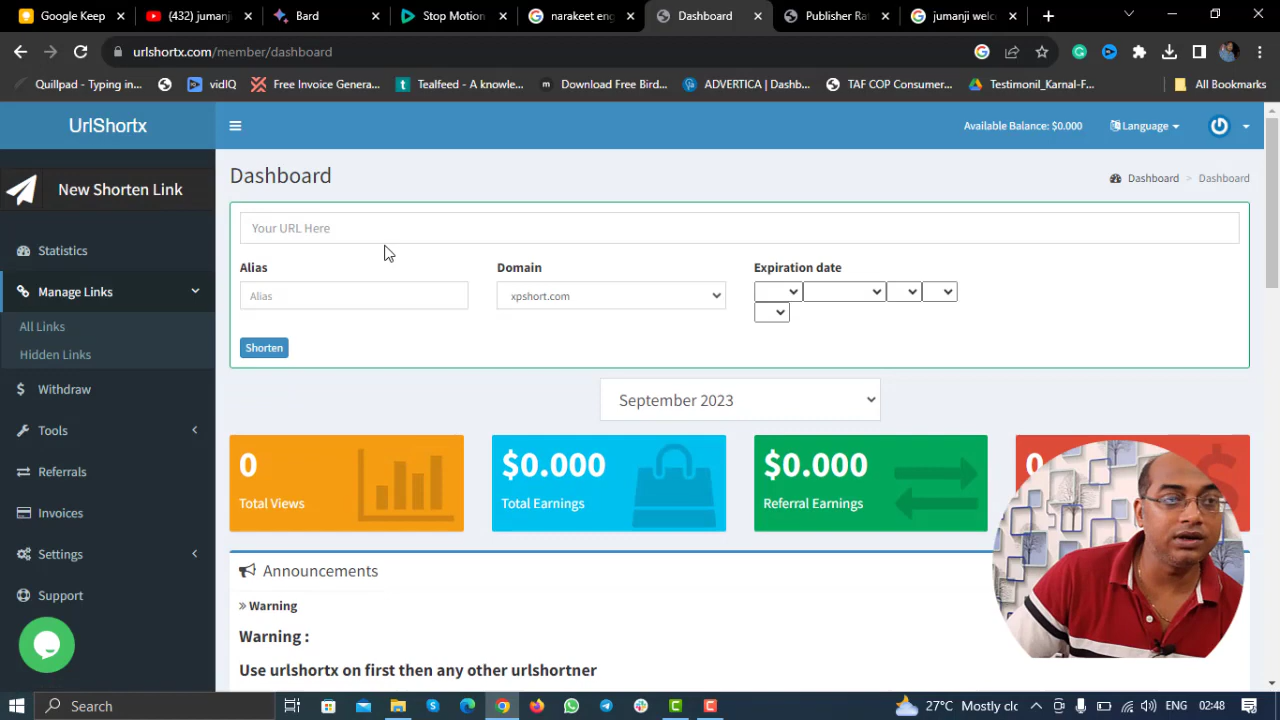 Google Keep
(432) jumanji
Bard
Stop Motion
narakeet eng
Dashboard
Publisher Rat
jumanji welc
urlshortx.com/member/dashboard
Quillpad - Typing in...
vidIQ
Free Invoice Genera...
Tealfeed - A knowle...
Download Free Bird...
ADVERTICA | Dashb...
TAF COP Consumer...
Testimonil_Karnal-F...
All Bookmarks
UrlShortx
Available Balance: $0.000
Language
New Shorten Link
Dashboard
Dashboard > Dashboard
Your URL Here
Statistics
Alias
Domain
Expiration date
Manage Links
Alias
xpshort.com
All Links
Shorten
Hidden Links
Withdraw
September 2023
Tools
0
$0.000
$0.000
0
Referrals
Total Views
Total Earnings
Referral Earnings
Invoices
Settings
Announcements
Support
» Warning
Warning :
Use urlshortx on first then any other urlshortner
Search
27°C Mostly clo
ENG
02:48